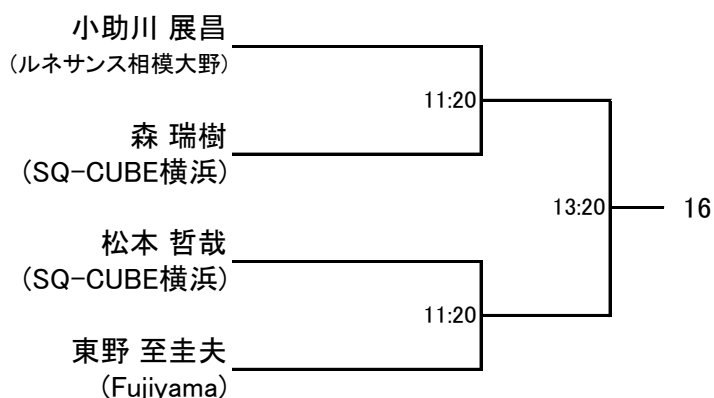 小助川 展昌
(ルネサンス相模大野)
11:20
森 瑞樹
(SQ-CUBE横浜)
13:20
16
松本 哲哉
(SQ-CUBE横浜)
11:20
東野 至圭夫
(Fujiyama)